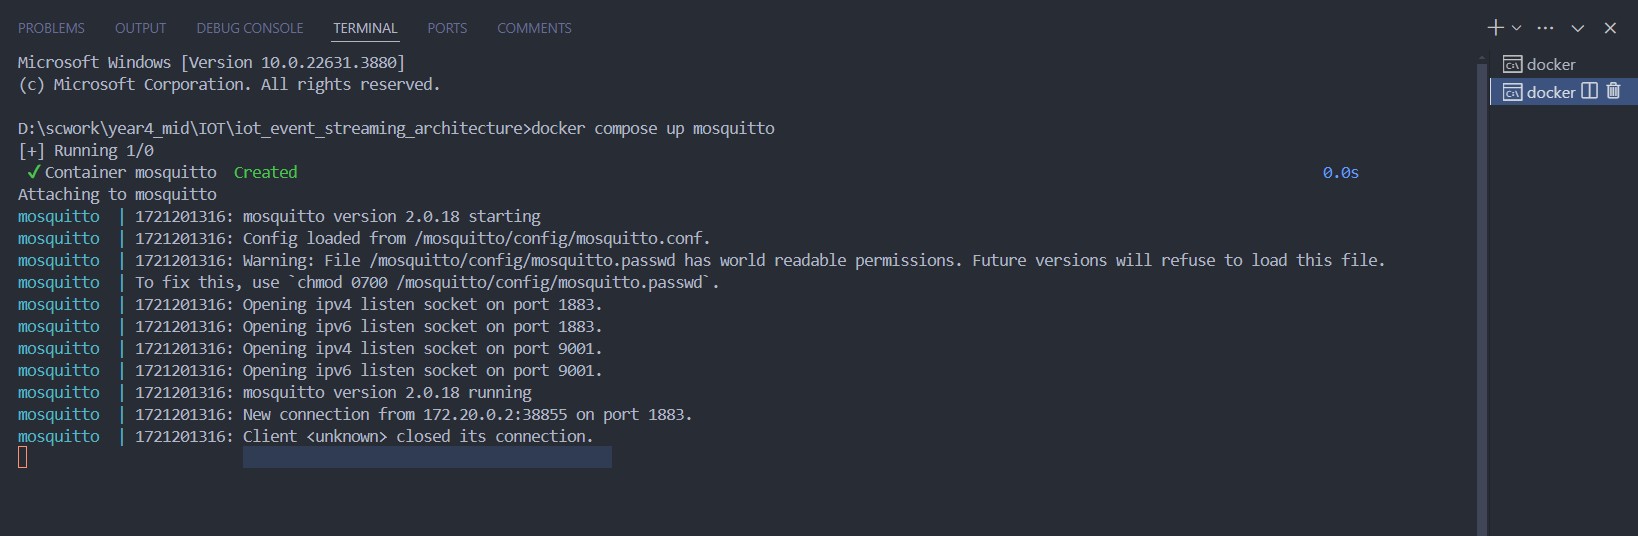 PROBLEMS OUTPUT DEBUG CONSOLE TERMINAL PORTS COMMENTS
Microsoft Windows [Version 10.0.22631.3880]
(c) Microsoft Corporation. All rights reserved.
D:\scwork\year4_mid\IOT\iot_event_streaming_architecture>docker compose up mosquitto
[+] Running 1/0
✓ Container mosquitto Created 0.0s
Attaching to mosquitto
mosquitto | 1721201316: mosquitto version 2.0.18 starting
mosquitto | 1721201316: Config loaded from /mosquitto/config/mosquitto.conf.
mosquitto | 1721201316: Warning: File /mosquitto/config/mosquitto.passwd has world readable permissions. Future versions will refuse to load this file.
mosquitto | To fix this, use `chmod 0700 /mosquitto/config/mosquitto.passwd`.
mosquitto | 1721201316: Opening ipv4 listen socket on port 1883.
mosquitto | 1721201316: Opening ipv6 listen socket on port 1883.
mosquitto | 1721201316: Opening ipv4 listen socket on port 9001.
mosquitto | 1721201316: Opening ipv6 listen socket on port 9001.
mosquitto | 1721201316: mosquitto version 2.0.18 running
mosquitto | 1721201316: New connection from 172.20.0.2:38855 on port 1883.
mosquitto | 1721201316: Client <unknown> closed its connection.
docker
docker